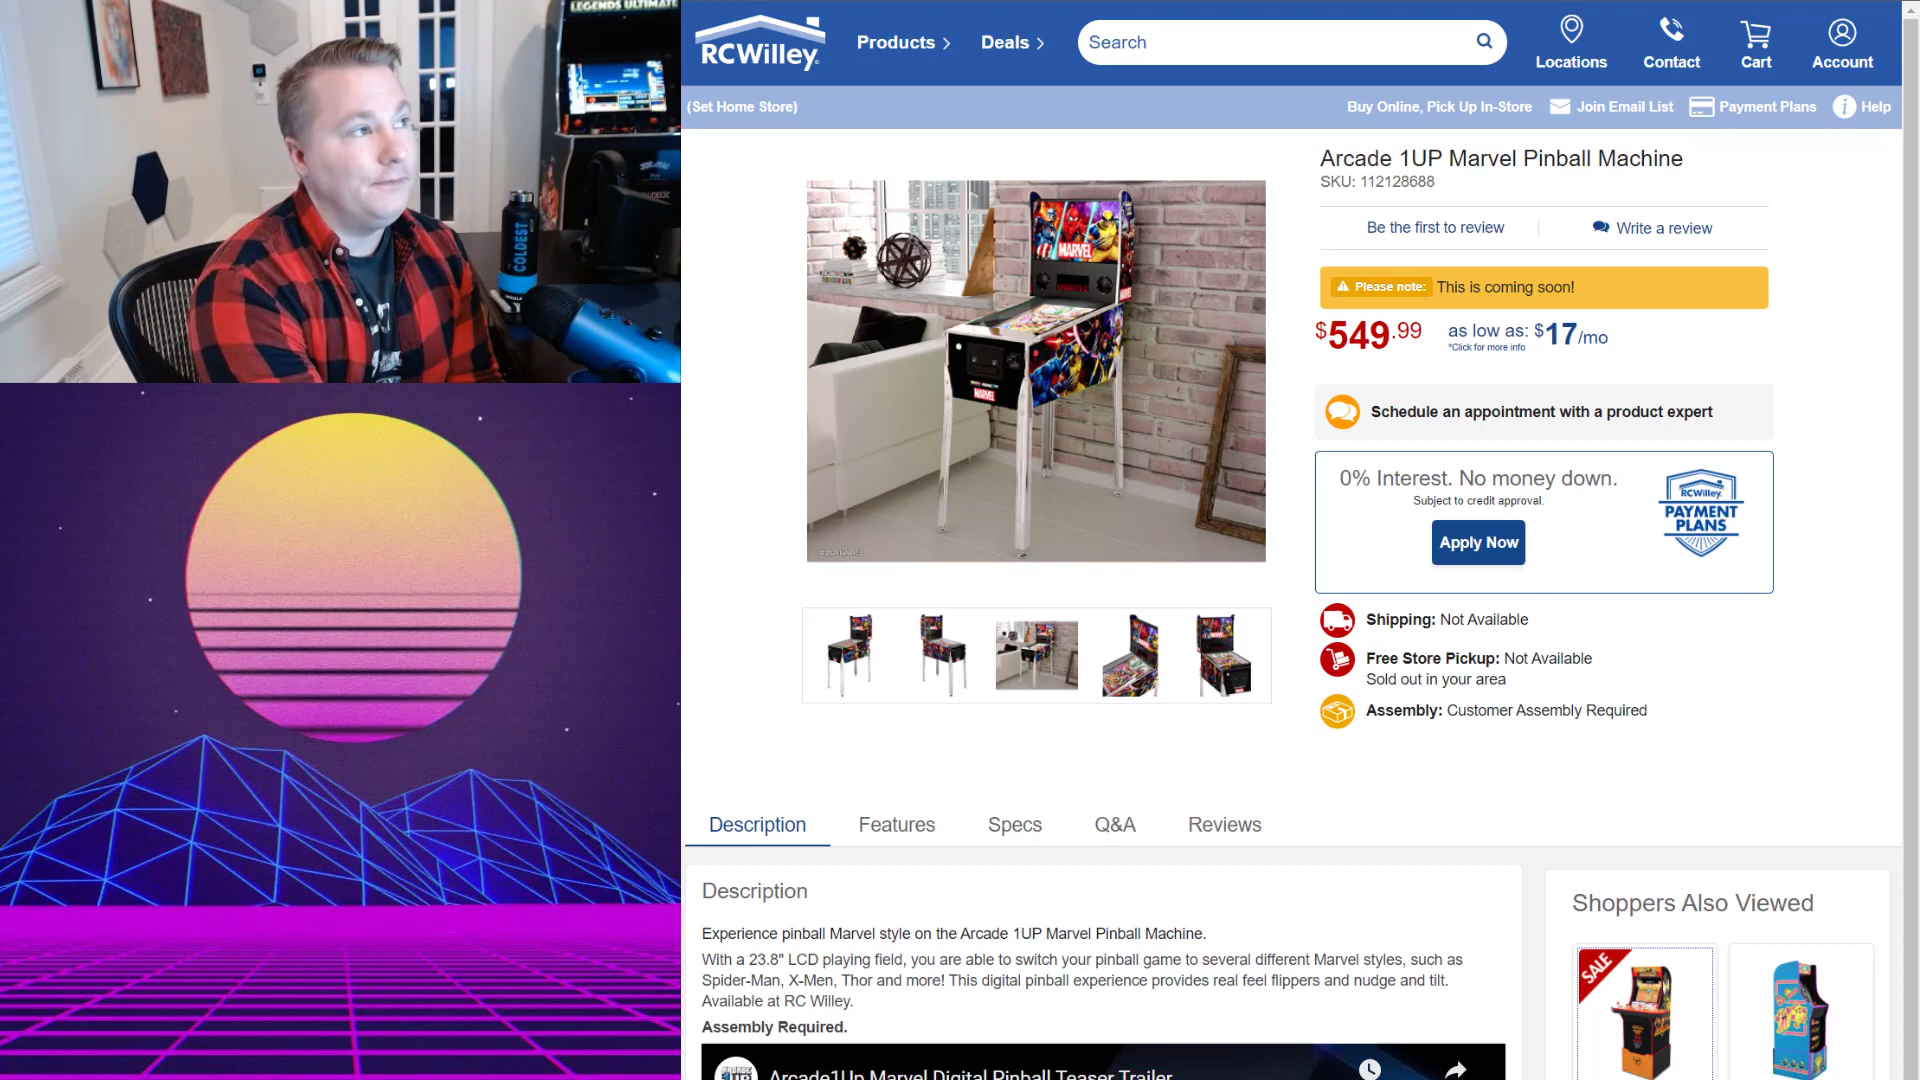 LEGENDS ULTIMATE
COLDEST
RCWilley
Products
Deals
Search
Locations
Contact
Cart
Account
(Set Home Store)
Buy Online, Pick Up In-Store
Join Email List
Payment Plans
Help
Arcade 1UP Marvel Pinball Machine
SKU: 112128688
Be the first to review
Write a review
Please note: This is coming soon!
$549.99
as low as: $17/mo
*Click for more info
Schedule an appointment with a product expert
0% Interest. No money down.
Subject to credit approval.
Apply Now
RCWilley
PAYMENT
PLANS
MARVEL
MARVEL
Shipping: Not Available
Free Store Pickup: Not Available
Sold out in your area
Assembly: Customer Assembly Required
Description
Features
Specs
Q&A
Reviews
Description
Experience pinball Marvel style on the Arcade 1UP Marvel Pinball Machine.
With a 23.8" LCD playing field, you are able to switch your pinball game to several different Marvel styles, such as
Spider-Man, X-Men, Thor and more! This digital pinball experience provides real feel flippers and nudge and tilt.
Available at RC Willey.
Assembly Required.
Arcade1Up Marvel Digital Pinball Teaser Trailer
Shoppers Also Viewed
SALE